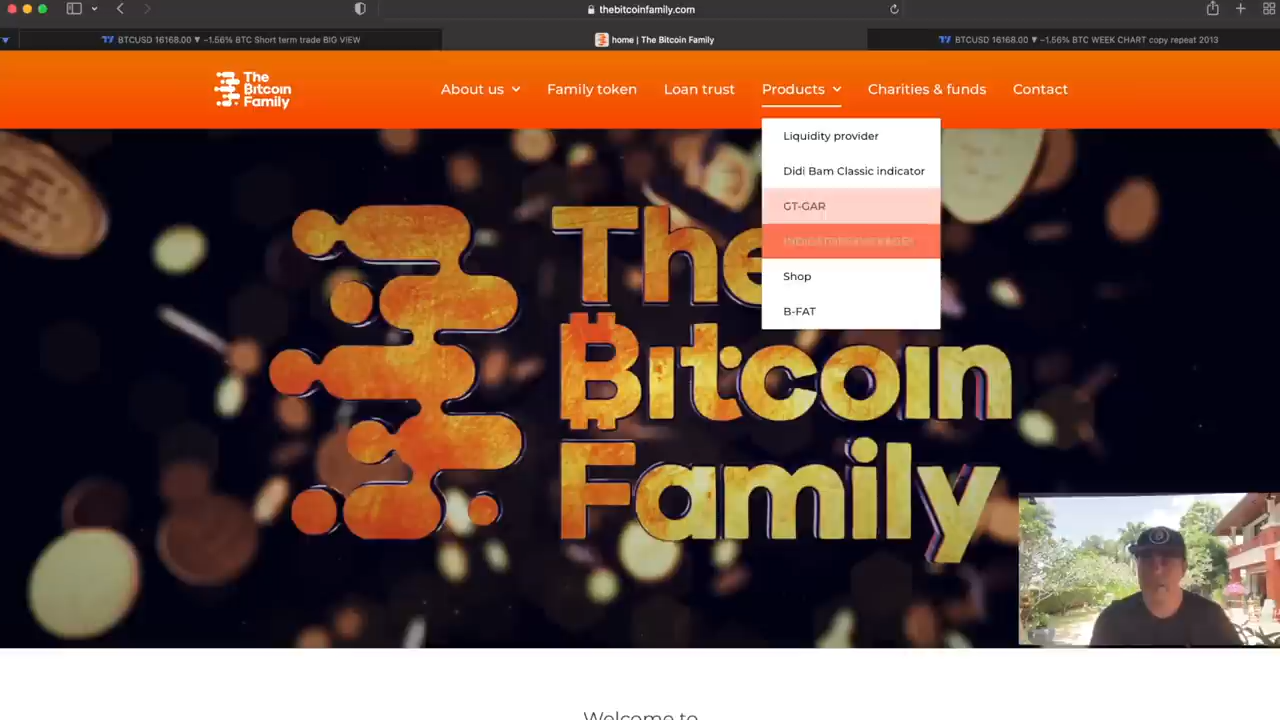 thebitcoinfamily.com
BTCUSD 16168.00 ▼ −1.56% BTC Short term trade BIG VIEW
home | The Bitcoin Family
BTCUSD 16168.00 ▼ −1.56% BTC WEEK CHART copy repeat 2013
The
Bitcoin
Family
About us
Family token
Loan trust
Products
Charities & funds
Contact
Liquidity provider
Didi Bam Classic indicator
GT-GAR
Shop
B-FAT
The
Bitcoin
Family
Welcome to